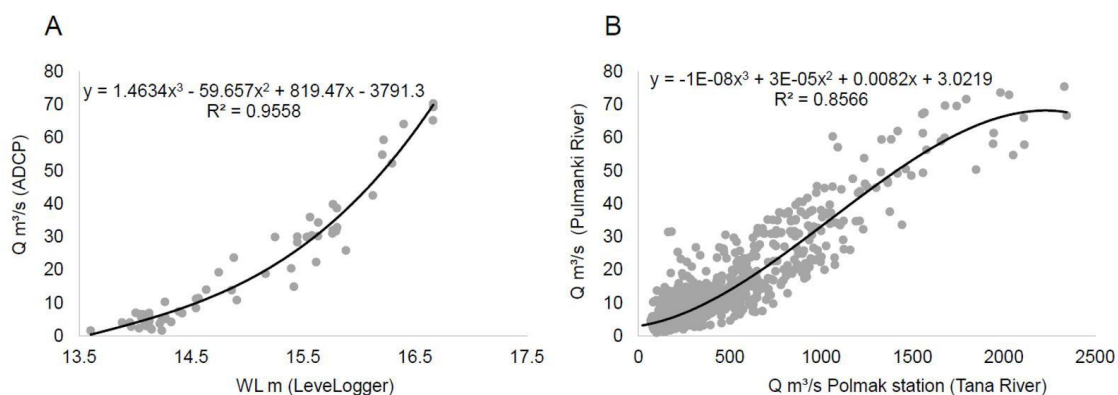 A
y = 1.4634x³ - 59.657x² + 819.47x - 3791.3
R² = 0.9558
Q m³/s (ADCP)
80
70
60
50
40
30
20
10
0
13.5 14.5 15.5 16.5 17.5
WL m (LeveLogger)
B
y = -1E-08x³ + 3E-05x² + 0.0082x + 3.0219
R² = 0.8566
Q m³/s (Pulmanki River)
80
70
60
50
40
30
20
10
0
0 500 1000 1500 2000 2500
Q m³/s Polmak station (Tana River)